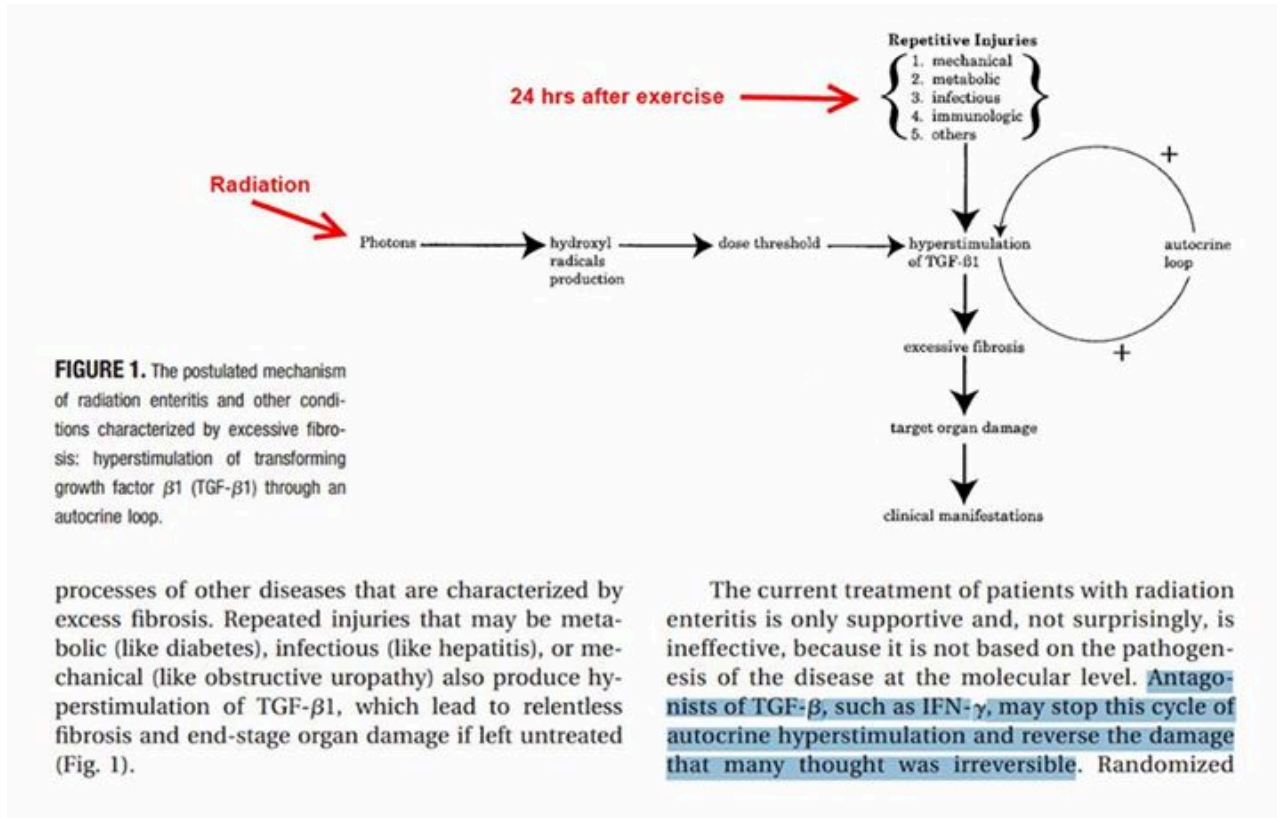 Repetitive Injuries
1. mechanical
2. metabolic
3. infectious
4. immunologic
5. others
24 hrs after exercise
+
Radiation
Photons
hydroxyl
radicals
production
dose threshold
hyperstimulation
of TGF-β1
autocrine
loop
+
excessive fibrosis
target organ damage
clinical manifestations
FIGURE 1. The postulated mechanism
of radiation enteritis and other condi-
tions characterized by excessive fibro-
sis: hyperstimulation of transforming
growth factor β1 (TGF-β1) through an
autocrine loop.
processes of other diseases that are characterized by
excess fibrosis. Repeated injuries that may be meta-
bolic (like diabetes), infectious (like hepatitis), or me-
chanical (like obstructive uropathy) also produce hy-
perstimulation of TGF-β1, which lead to relentless
fibrosis and end-stage organ damage if left untreated
(Fig. 1).
The current treatment of patients with radiation
enteritis is only supportive and, not surprisingly, is
ineffective, because it is not based on the pathogen-
esis of the disease at the molecular level. Antago-
nists of TGF-β, such as IFN-γ, may stop this cycle of
autocrine hyperstimulation and reverse the damage
that many thought was irreversible. Randomized